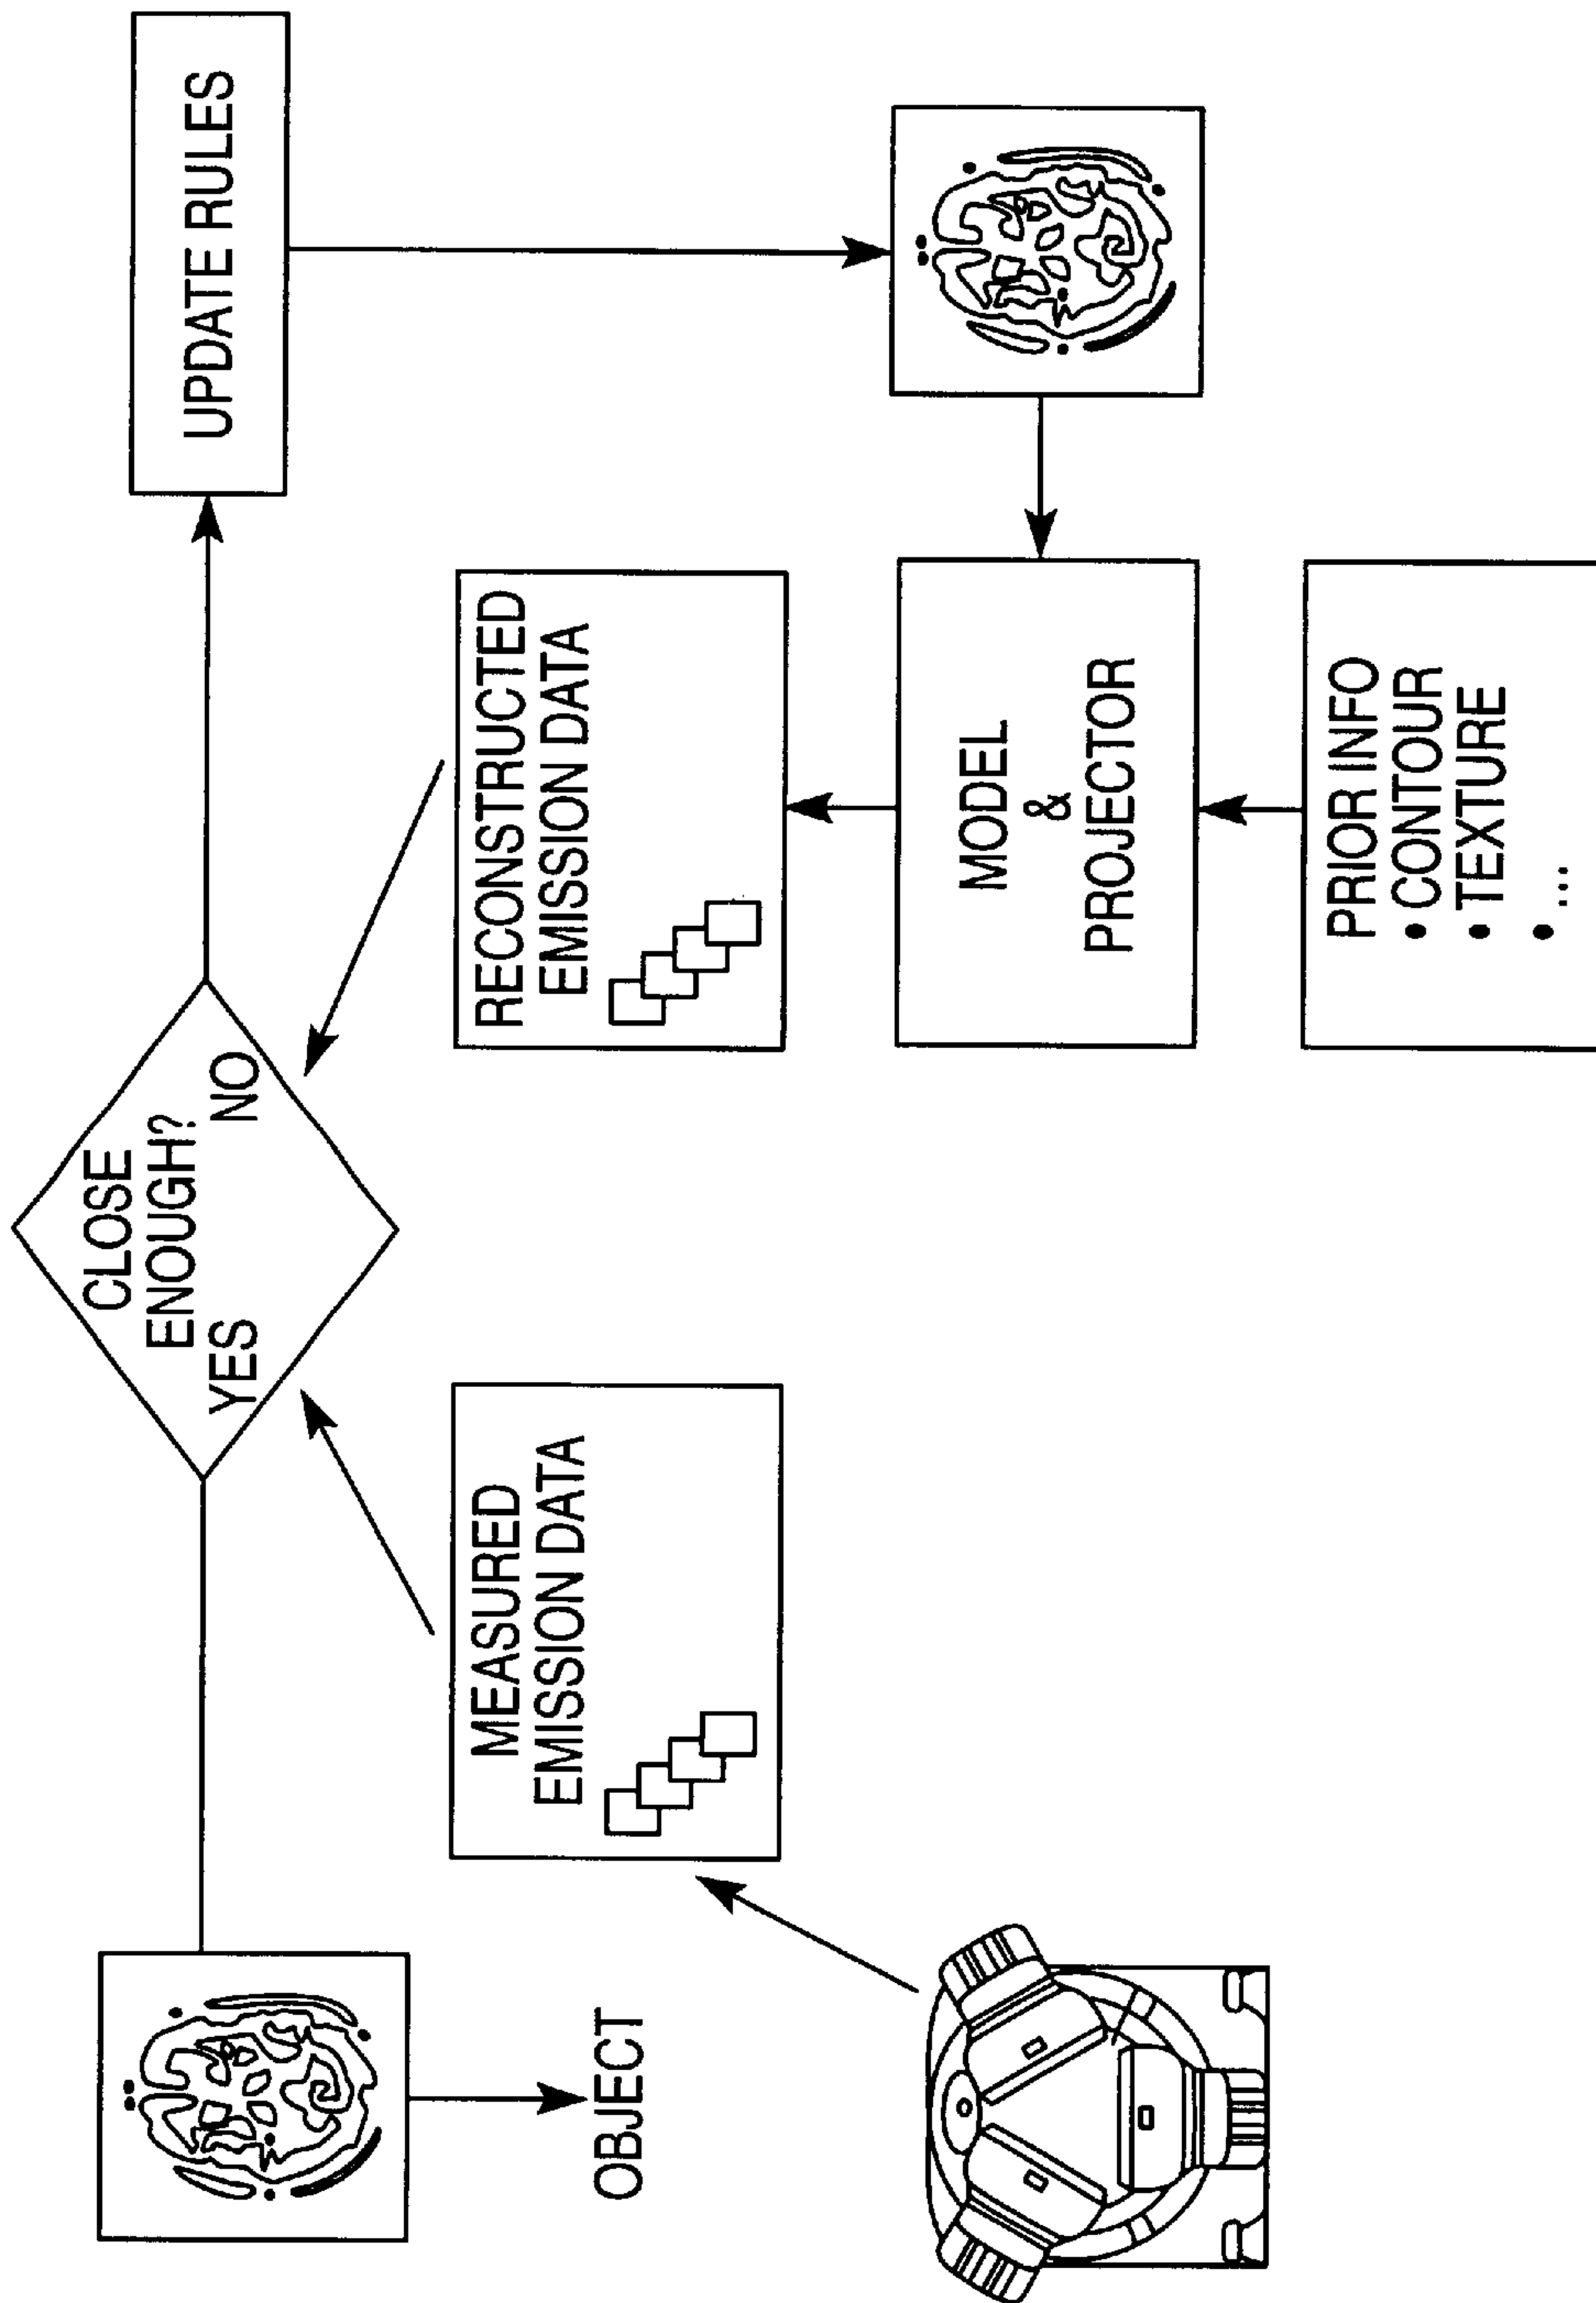 CLOSE
ENOUGH?
YES NO
UPDATE RULES
MEASURED
EMISSION DATA
RECONSTRUCTED
EMISSION DATA
OBJECT
MODEL
&
PROJECTOR
PRIOR INFO
• CONTOUR
• TEXTURE
• ...